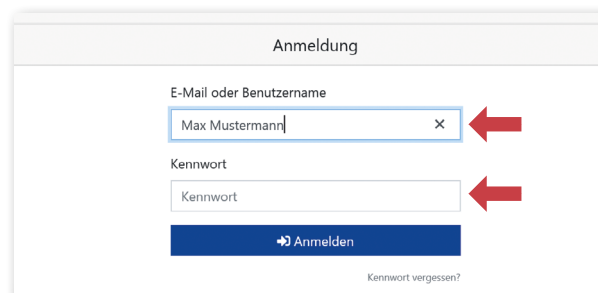 Anmeldung
E-Mail oder Benutzername
Max Mustermann
Kennwort
Kennwort
Anmelden
Kennwort vergessen?